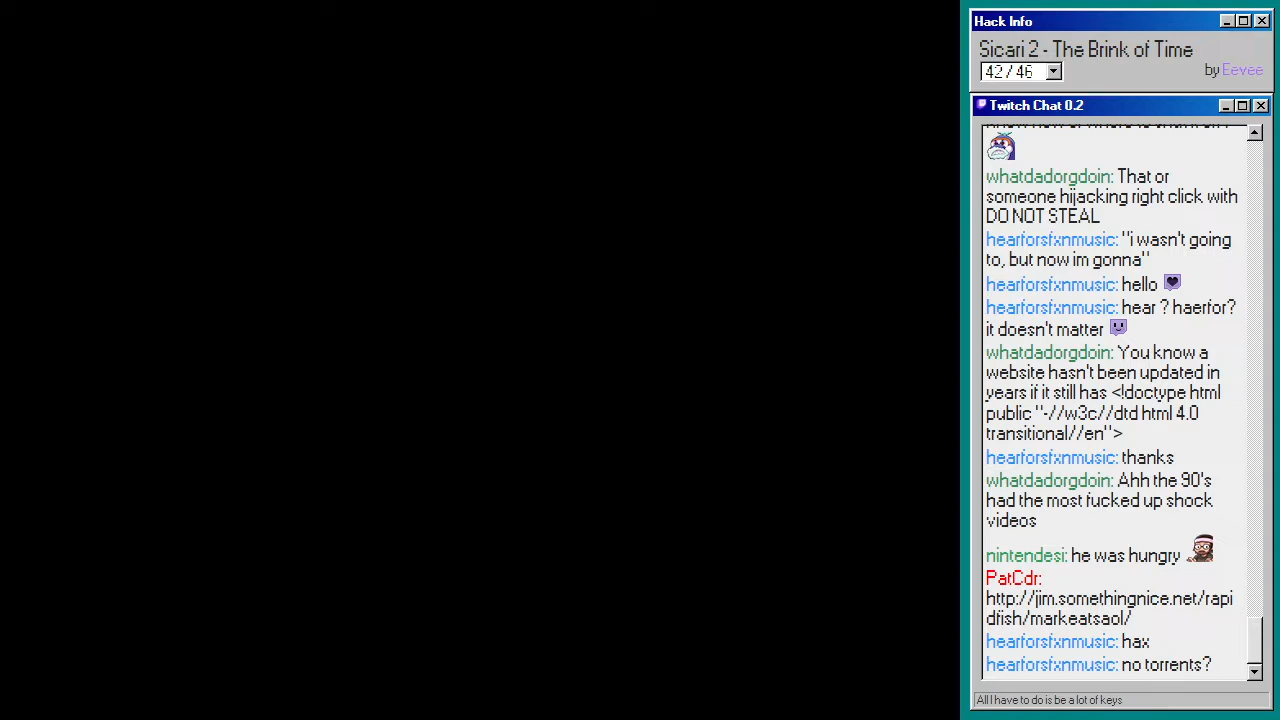 Hack Info
Sicari 2 - The Brink of Time
42 / 46
by Eevee
Twitch Chat 0.2
whatdadorgdoin: That or
someone hijacking right click with
DO NOT STEAL
hearforsfxnmusic: "i wasn't going
to, but now im gonna"
hearforsfxnmusic: hello
hearforsfxnmusic: hear ? haerfor?
it doesn't matter
whatdadorgdoin: You know a
website hasn't been updated in
years if it still has <!doctype html
public "-//w3c//dtd html 4.0
transitional//en">
hearforsfxnmusic: thanks
whatdadorgdoin: Ahh the 90's
had the most fucked up shock
videos
nintendesi: he was hungry
PatCdr:
http://jim.somethingnice.net/rapi
dfish/markeatsaol/
hearforsfxnmusic: hax
hearforsfxnmusic: no torrents?
All I have to do is be a lot of keys